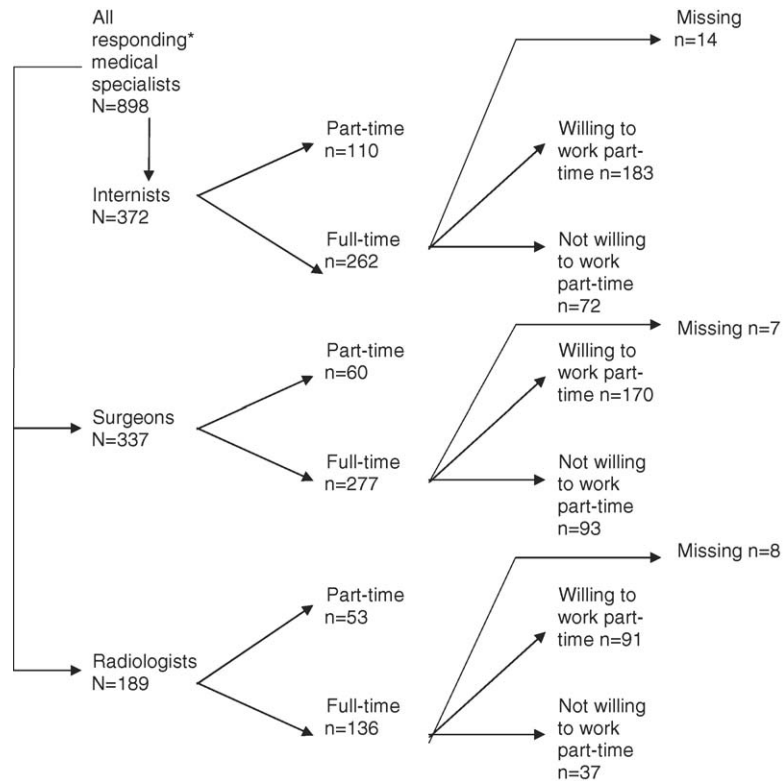 All
responding*
medical
specialists
N=898
Internists
N=372
Part-time
n=110
Full-time
n=262
Missing
n=14
Willing to
work part-
time n=183
Not willing
to work
part-time
n=72
Surgeons
N=337
Part-time
n=60
Full-time
n=277
Missing n=7
Willing to
work part-
time n=170
Not willing
to work
part-time
n=93
Radiologists
N=189
Part-time
n=53
Full-time
n=136
Missing n=8
Willing to
work part-
time n=91
Not willing
to work
part-time
n=37